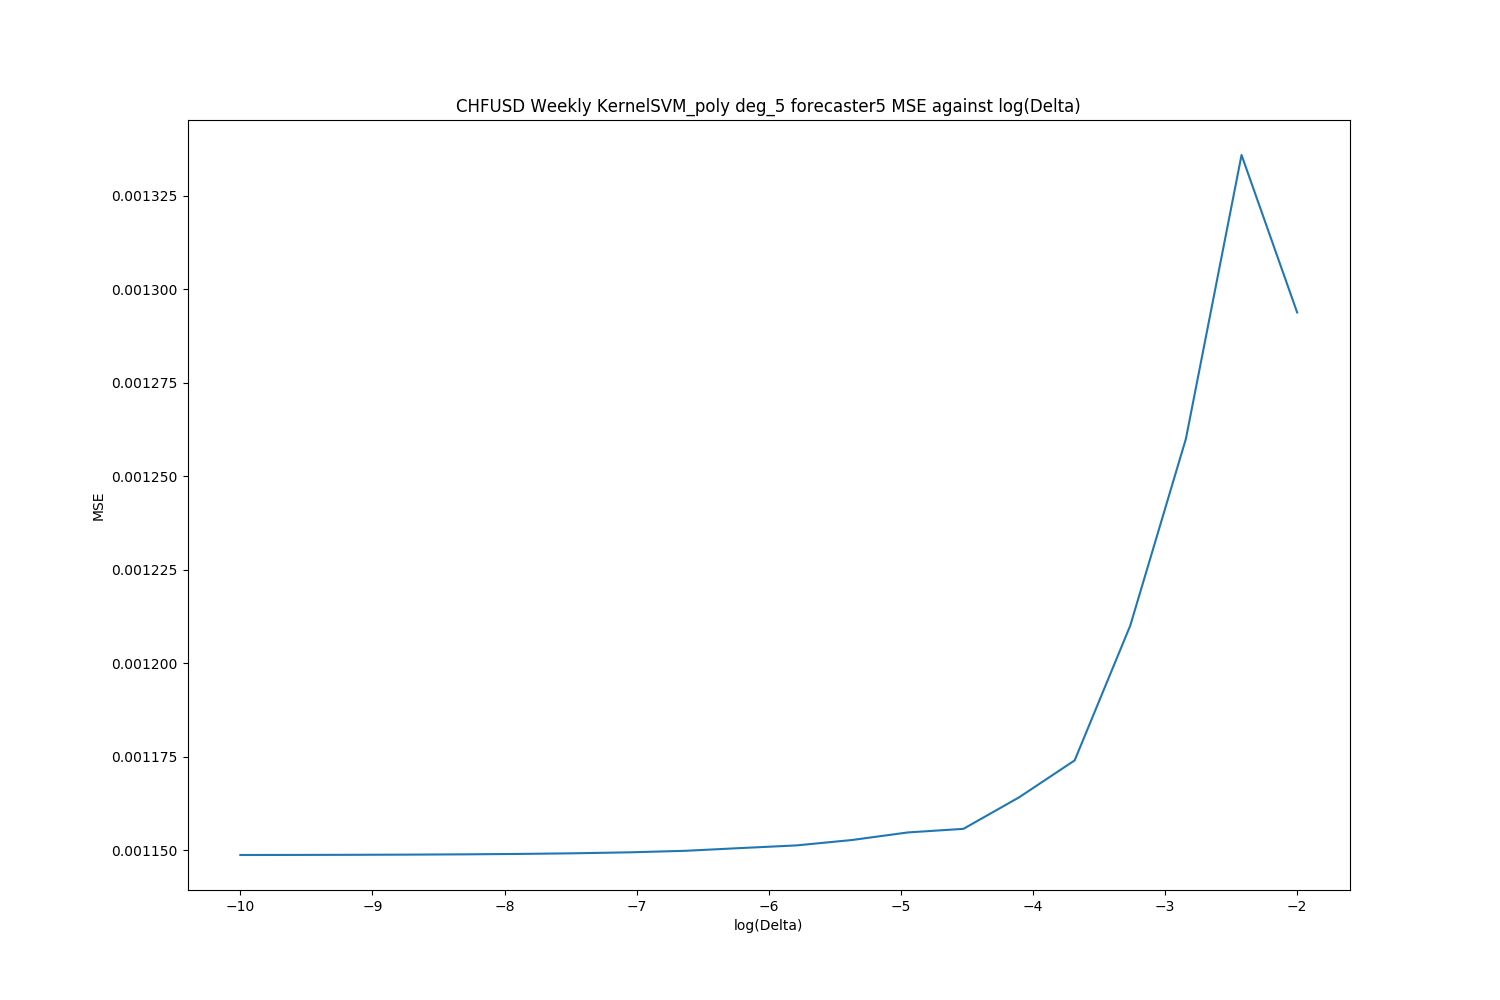 CHFUSD Weekly KernelSVM_poly deg_5 forecaster5 MSE against log(Delta)
0.001325
0.001300
0.001275
0.001250
0.001225
0.001200
0.001175
0.001150
MSE
−10 −9 −8 −7 −6 −5 −4 −3 −2
log(Delta)